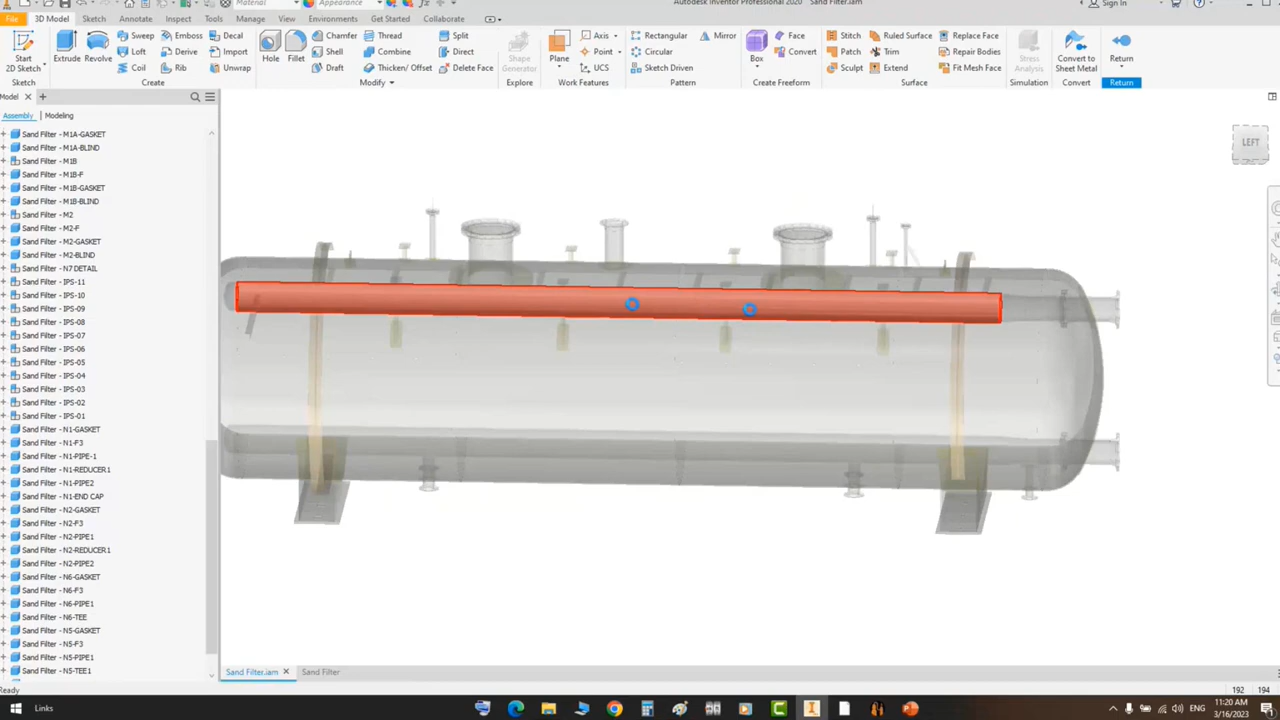 Material
Appearance
Autodesk Inventor Professional 2020 Sand Filter.iam
Sign In
File 3D Model Sketch Annotate Inspect Tools Manage View Environments Get Started Collaborate
Start
2D Sketch
Sketch
Extrude Revolve
Sweep Emboss Decal
Loft Derive Import
Coil Rib Unwrap
Create
Hole Fillet
Chamfer Thread Split
Shell Combine Direct
Draft Thicken/ Offset Delete Face
Modify
Shape
Generator
Explore
Plane
Axis
Point
UCS
Work Features
Rectangular Mirror
Circular
Sketch Driven
Pattern
Box
Face
Convert
Create Freeform
Stitch Ruled Surface Replace Face
Patch Trim Repair Bodies
Sculpt Extend Fit Mesh Face
Surface
Stress
Analysis
Simulation
Convert to
Sheet Metal
Convert
Return
Return
Model
Assembly Modeling
Sand Filter - M1A-GASKET
Sand Filter - M1A-BLIND
Sand Filter - M1B
Sand Filter - M1B-F
Sand Filter - M1B-GASKET
Sand Filter - M1B-BLIND
Sand Filter - M2
Sand Filter - M2-F
Sand Filter - M2-GASKET
Sand Filter - M2-BLIND
Sand Filter - N7 DETAIL
Sand Filter - IPS-11
Sand Filter - IPS-10
Sand Filter - IPS-09
Sand Filter - IPS-08
Sand Filter - IPS-07
Sand Filter - IPS-06
Sand Filter - IPS-05
Sand Filter - IPS-04
Sand Filter - IPS-03
Sand Filter - IPS-02
Sand Filter - IPS-01
Sand Filter - N1-GASKET
Sand Filter - N1-F3
Sand Filter - N1-PIPE-1
Sand Filter - N1-REDUCER1
Sand Filter - N1-PIPE2
Sand Filter - N1-END CAP
Sand Filter - N2-GASKET
Sand Filter - N2-F3
Sand Filter - N2-PIPE1
Sand Filter - N2-REDUCER1
Sand Filter - N2-PIPE2
Sand Filter - N6-GASKET
Sand Filter - N6-F3
Sand Filter - N6-PIPE1
Sand Filter - N6-TEE
Sand Filter - N5-GASKET
Sand Filter - N5-F3
Sand Filter - N5-PIPE1
Sand Filter - N5-TEE1
LEFT
Sand Filter.iam Sand Filter
Ready
192 194
Links
ENG
11:20 AM
3/16/2023